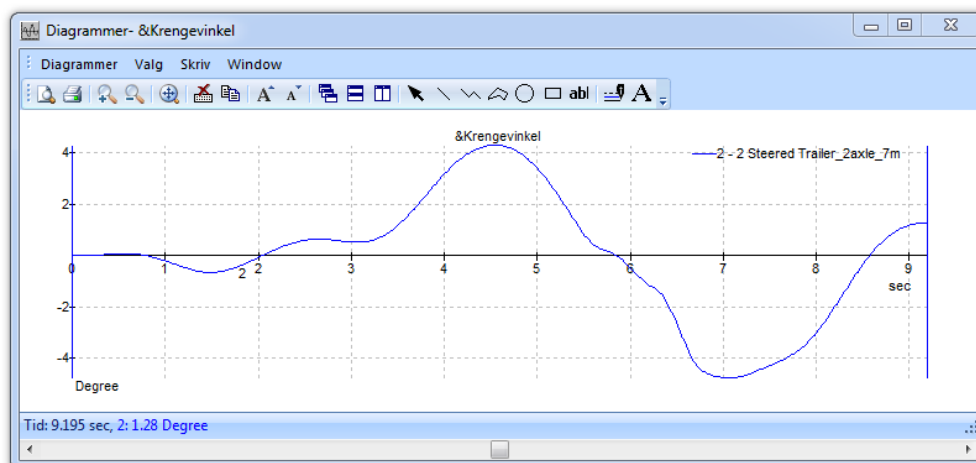 Diagrammer- &Krengevinkel
Diagrammer Valg Skriv Window
A A abl A
&Krengevinkel
2 - 2 Steered Trailer_2axle_7m
4
2
0 1 2 2 3 4 5 6 7 8 9
sec
-2
-4
Degree
Tid: 9.195 sec, 2: 1.28 Degree